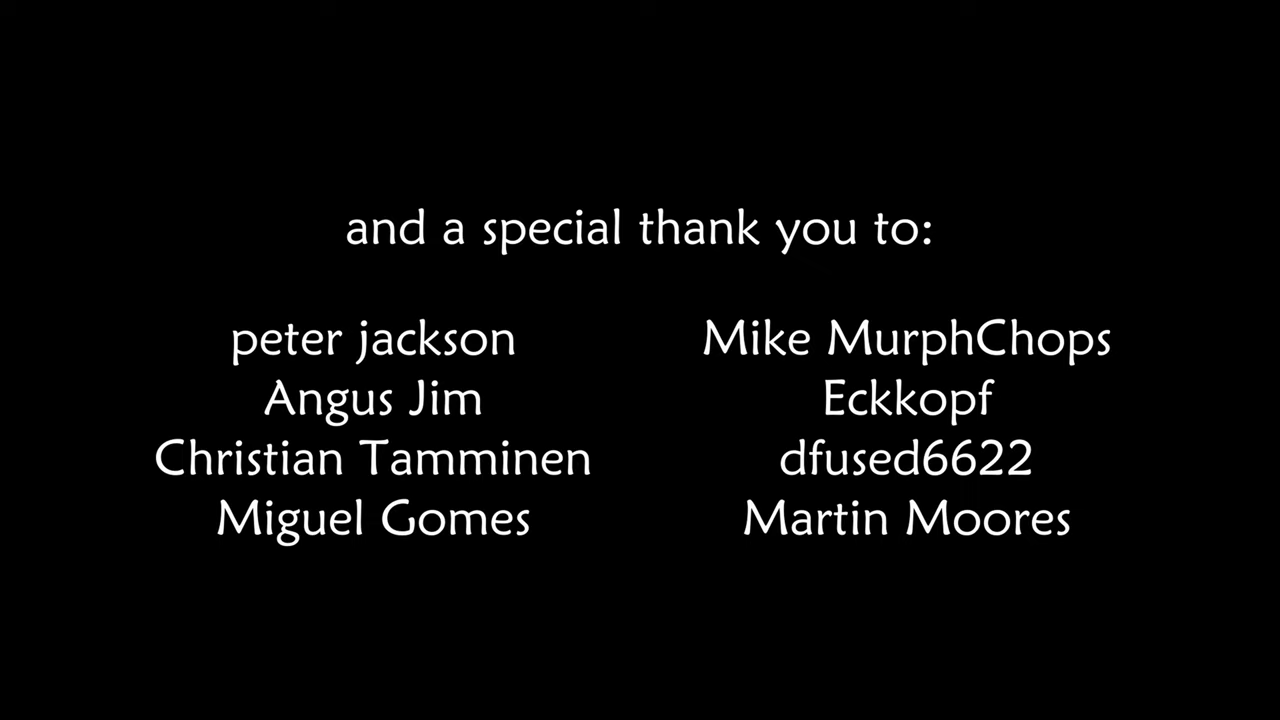 and a special thank you to:
peter jackson
Angus Jim
Christian Tamminen
Miguel Gomes
Mike MurphChops
Eckkopf
dfused6622
Martin Moores